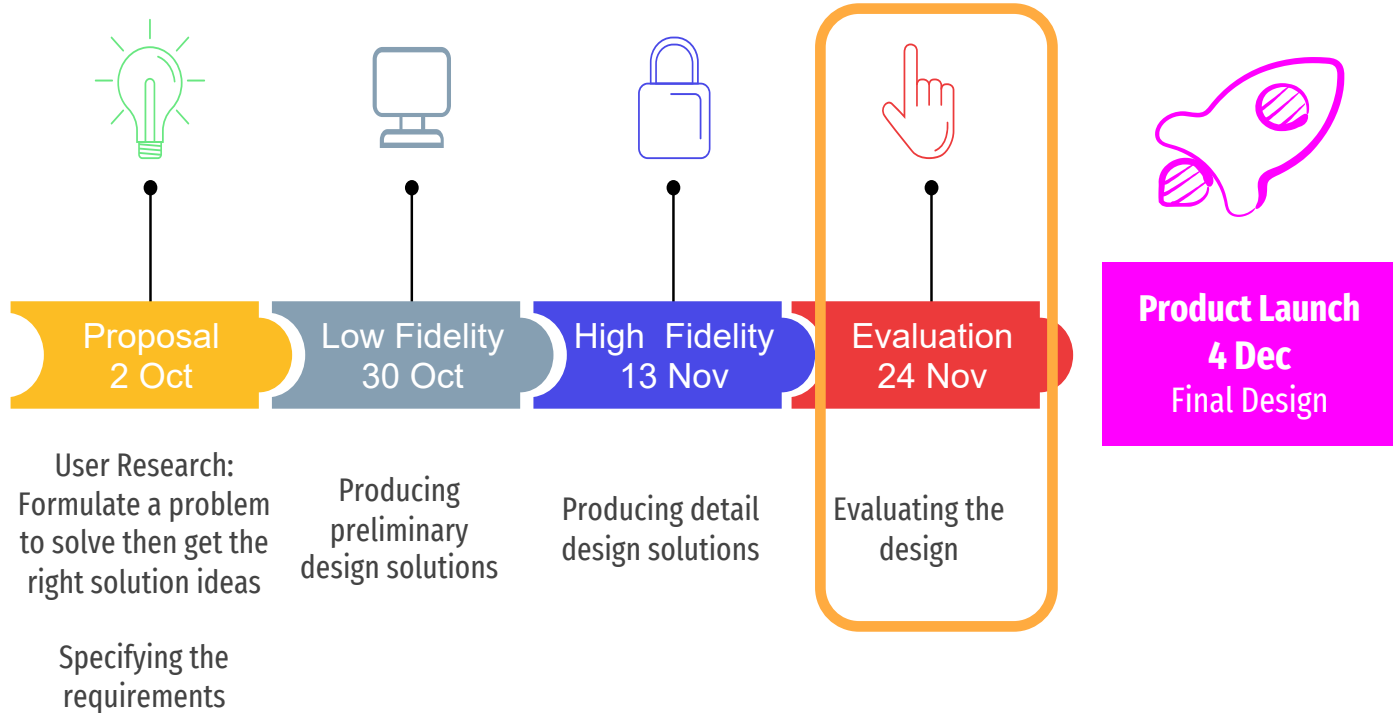 Proposal
2 Oct
Low Fidelity
30 Oct
High Fidelity
13 Nov
Evaluation
24 Nov
Product Launch
4 Dec
Final Design
User Research:
Formulate a problem
to solve then get the
right solution ideas
Specifying the
requirements
Producing
preliminary
design solutions
Producing detail
design solutions
Evaluating the
design